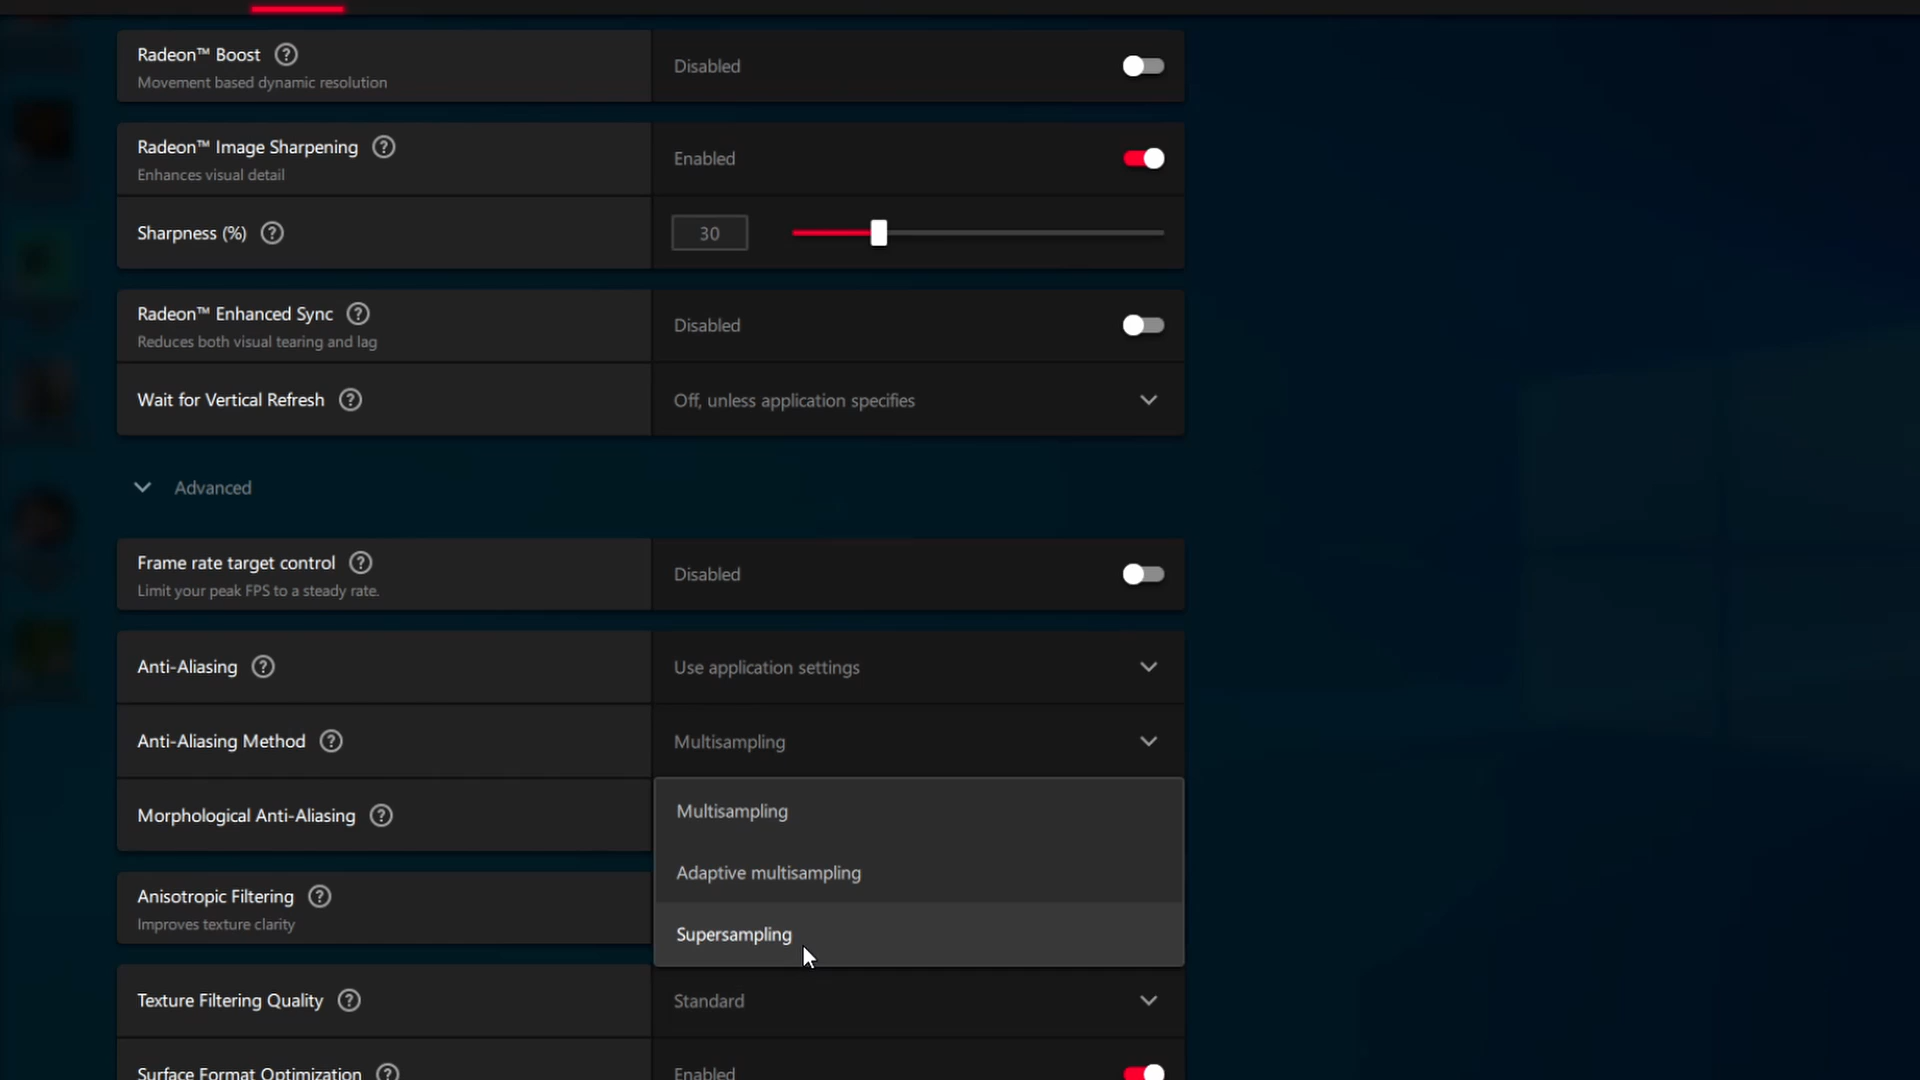 Radeon™ Boost
Movement based dynamic resolution
Disabled
Radeon™ Image Sharpening
Enhances visual detail
Enabled
Sharpness (%)
30
Radeon™ Enhanced Sync
Reduces both visual tearing and lag
Disabled
Wait for Vertical Refresh
Off, unless application specifies
Advanced
Frame rate target control
Limit your peak FPS to a steady rate.
Disabled
Anti-Aliasing
Use application settings
Anti-Aliasing Method
Multisampling
Morphological Anti-Aliasing
Multisampling
Adaptive multisampling
Supersampling
Anisotropic Filtering
Improves texture clarity
Texture Filtering Quality
Standard
Surface Format Optimization
Enabled